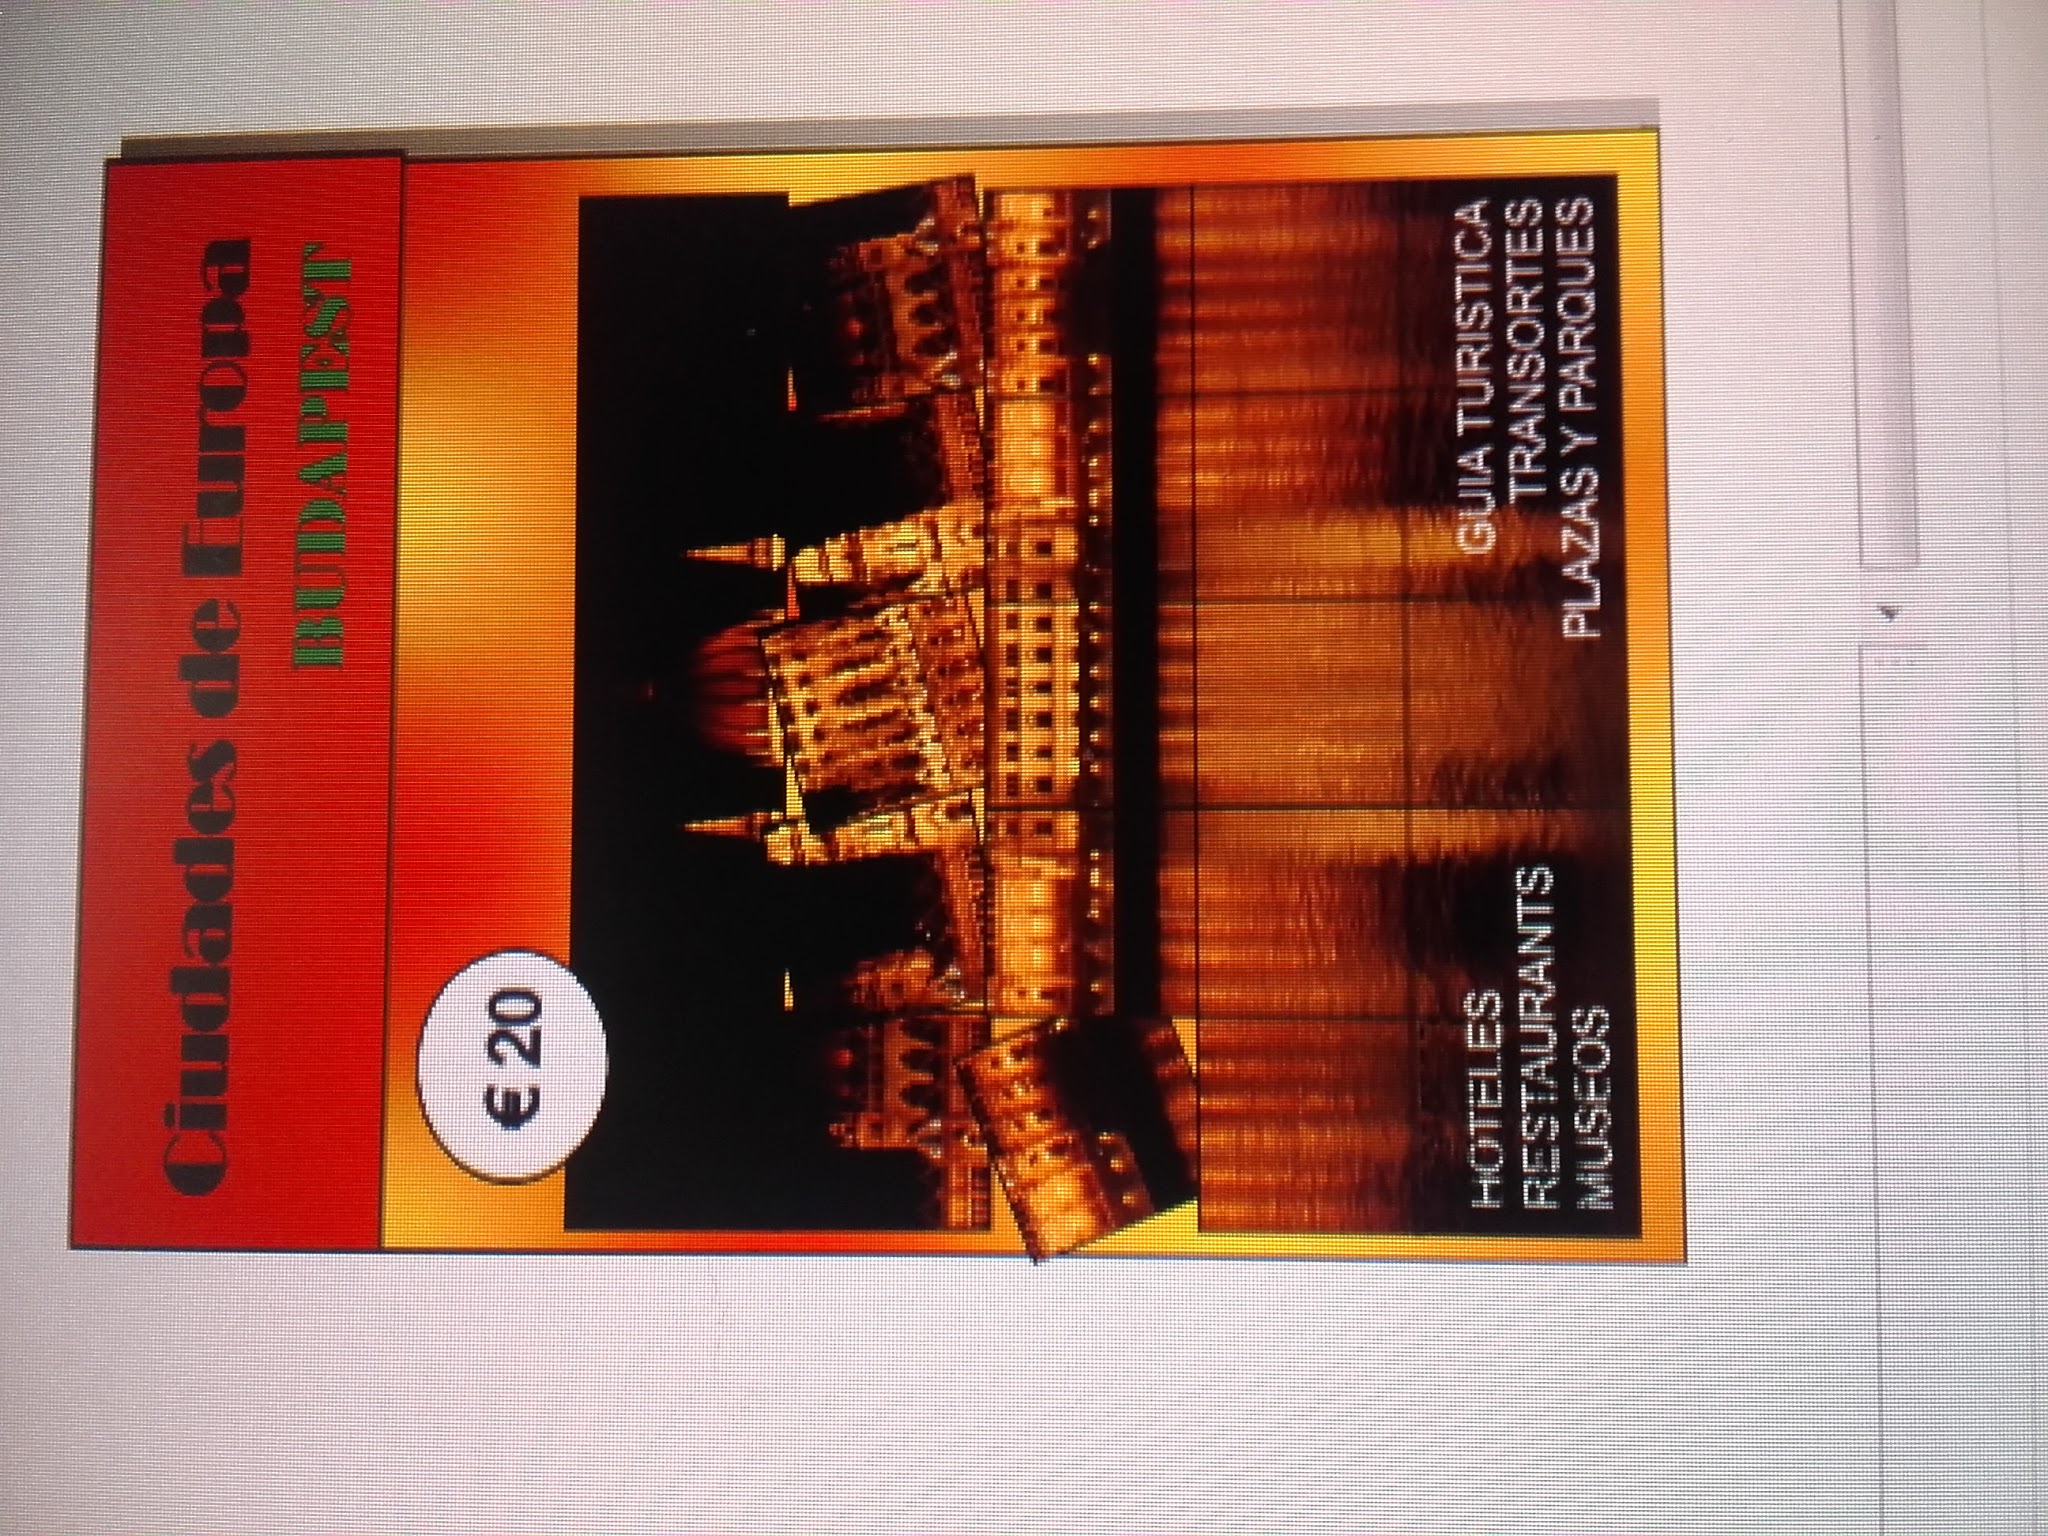 Ciudades de Europa
BUDAPEST
€ 20
HOTELES
RESTAURANTS
MUSEOS
GUIA TURISTICA
TRANSORTES
PLAZAS Y PARQUES